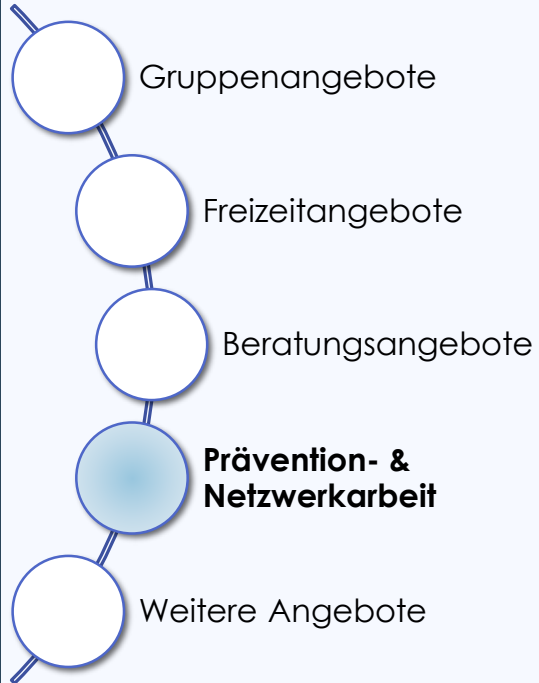 Gruppenangebote
Freizeitangebote
Beratungsangebote
Prävention- &
Netzwerkarbeit
Weitere Angebote